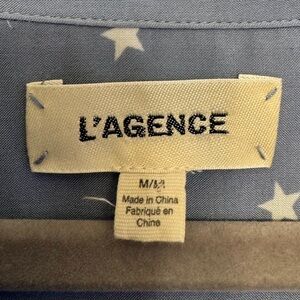 L'AGENCE
M/M
Made in China
Fabriqué en
Chine